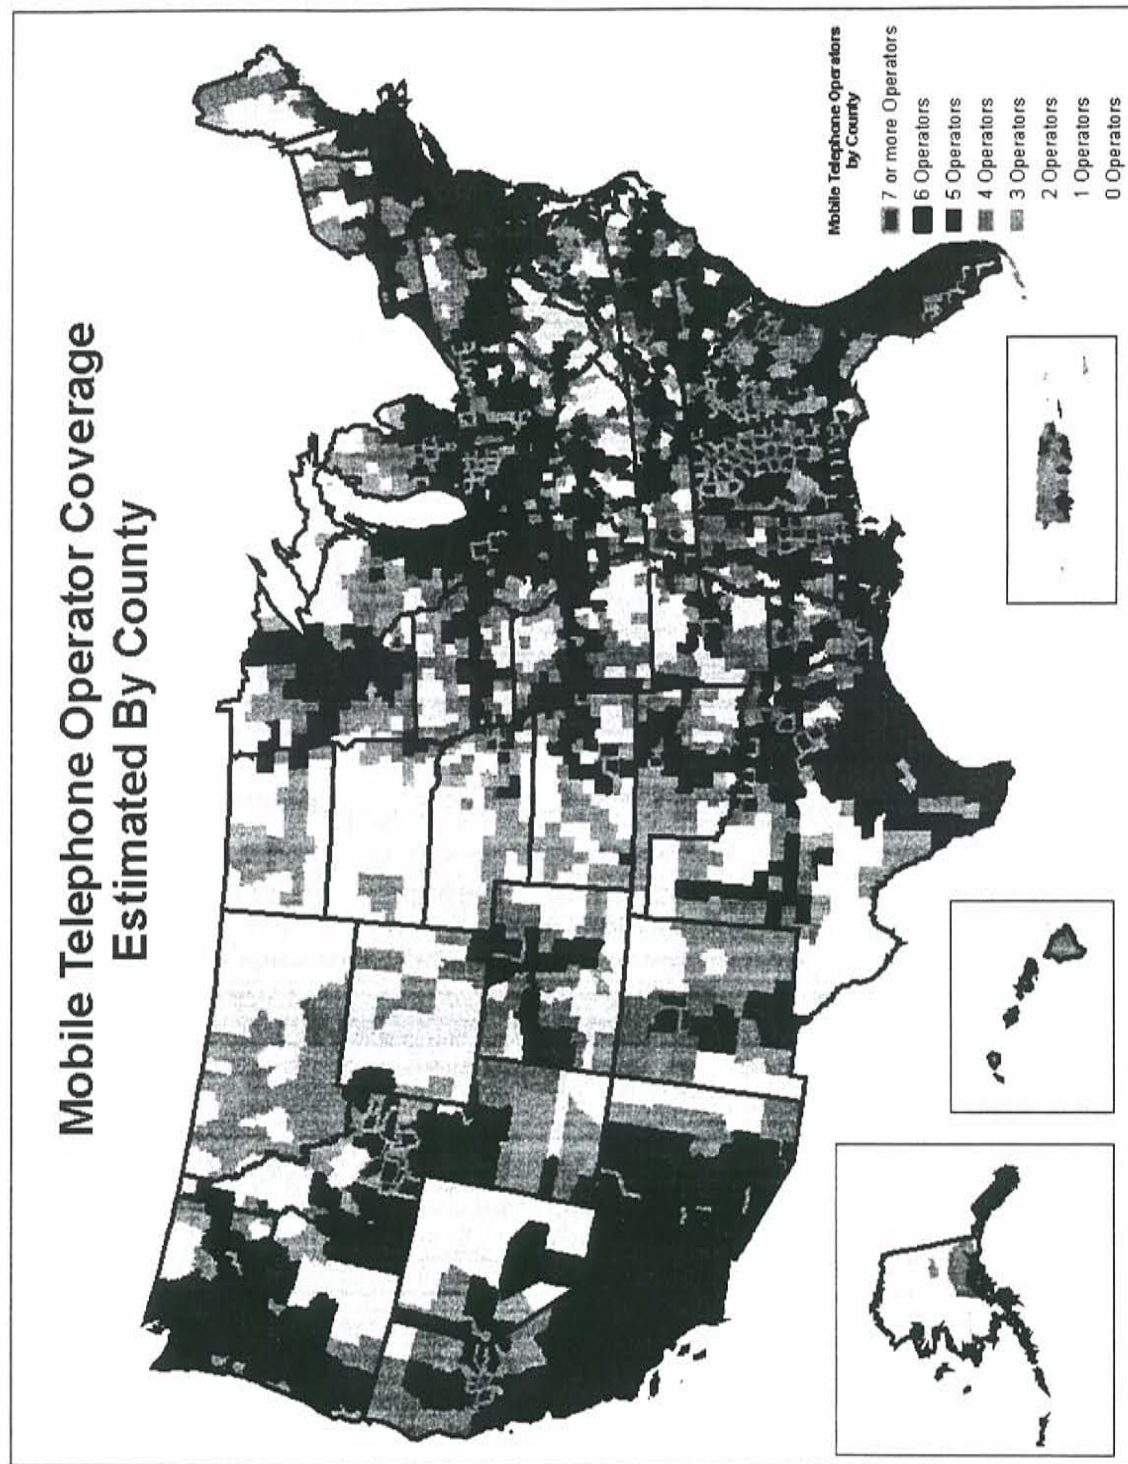 Mobile Telephone Operator Coverage
Estimated By County
Mobile Telephone Operators
by County
7 or more Operators
6 Operators
5 Operators
4 Operators
3 Operators
2 Operators
1 Operators
0 Operators